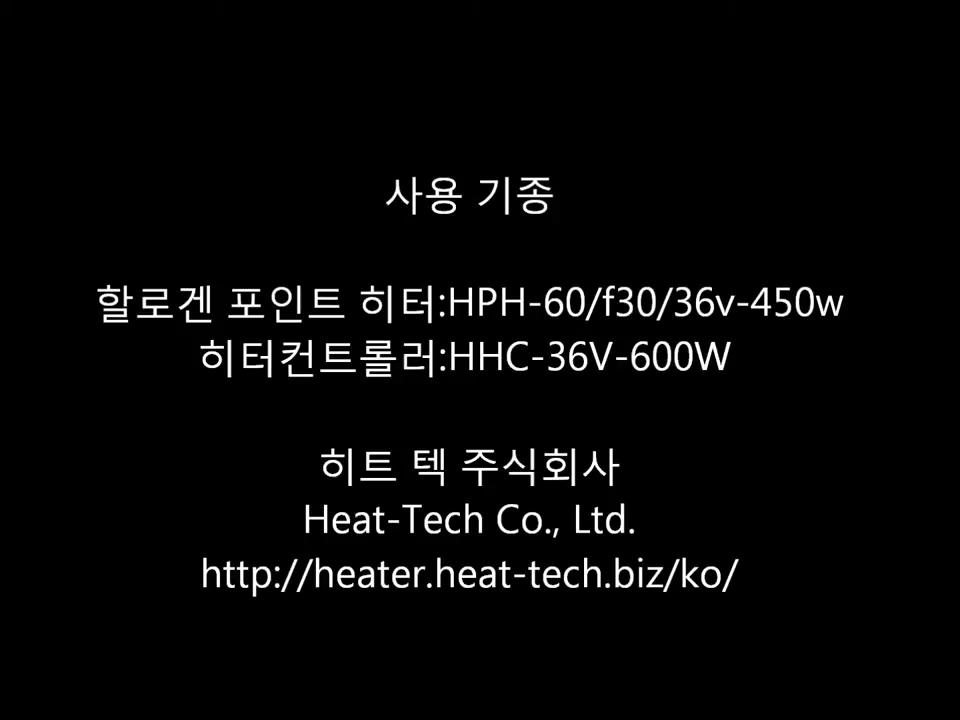 사용 기종
할로겐 포인트 히터:HPH-60/f30/36v-450w
히터컨트롤러:HHC-36V-600W
히트 텍 주식회사
Heat-Tech Co., Ltd.
http://heater.heat-tech.biz/ko/